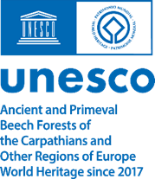 unesco
unesco
Ancient and Primeval
Beech Forests of
the Carpathians and
Other Regions of Europe
World Heritage since 2017